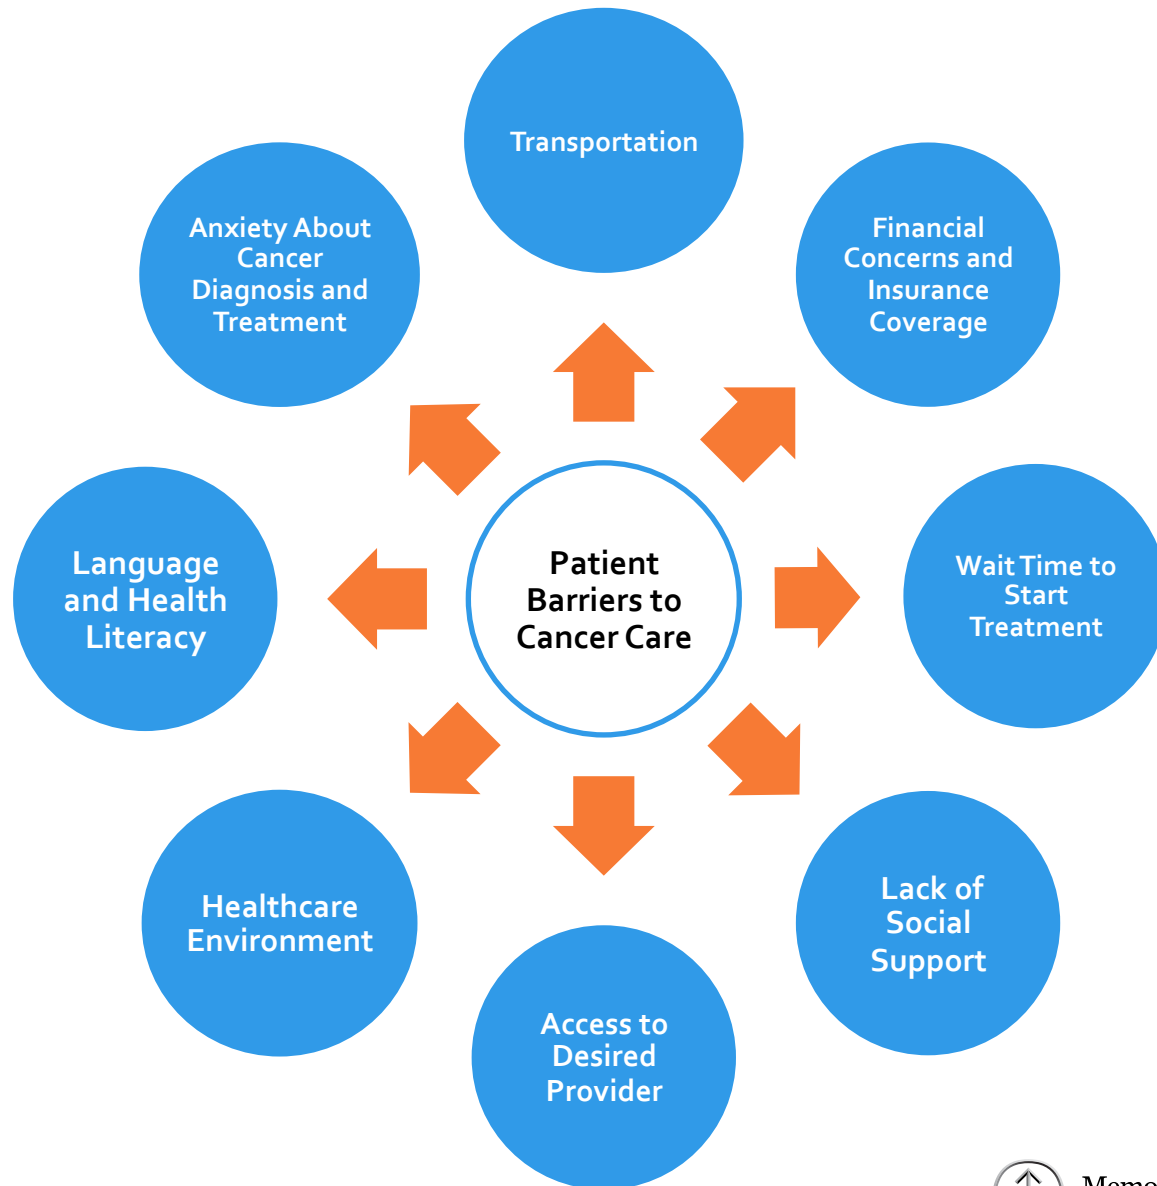 Transportation
Anxiety About
Cancer
Diagnosis and
Treatment
Financial
Concerns and
Insurance
Coverage
Language
and Health
Literacy
Patient
Barriers to
Cancer Care
Wait Time to
Start
Treatment
Healthcare
Environment
Lack of
Social
Support
Access to
Desired
Provider